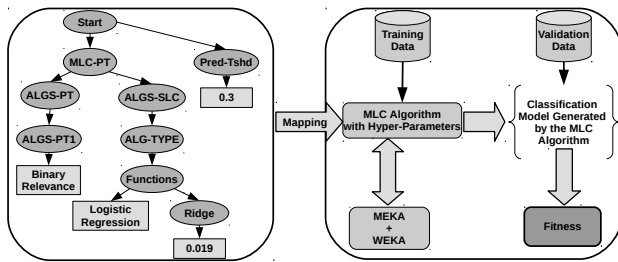 Start
MLC-PT
Pred-Tshd
ALGS-PT
ALGS-SLC
0.3
ALGS-PT1
ALG-TYPE
Binary
Relevance
Functions
Logistic
Regression
Ridge
0.019
Mapping
Training
Data
MLC Algorithm
with Hyper-Parameters
MEKA
+
WEKA
Validation
Data
Classification
Model Generated
by the MLC
Algorithm
Fitness